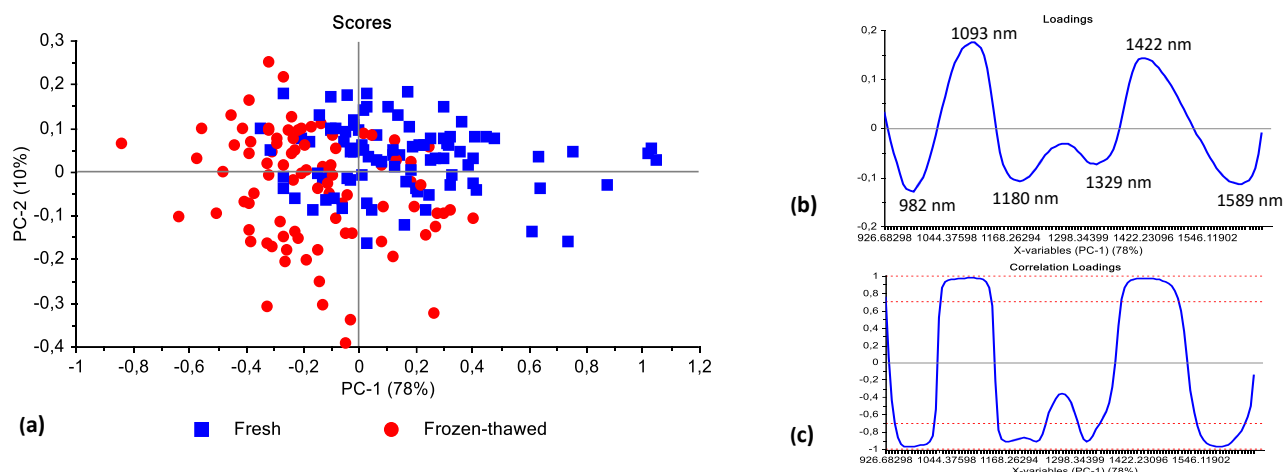 Scores
0,3
0,2
0,1
0
-0,1
-0,2
-0,3
-0,4
PC-2 (10%)
-1 -0,8 -0,6 -0,4 -0,2 0 0,2 0,4 0,6 0,8 1 1,2
PC-1 (78%)
(a)
Fresh Frozen-thawed
Loadings
0,2
0,1
0
-0,1
-0,2
1093 nm
1422 nm
982 nm
1180 nm
1329 nm
1589 nm
(b)
926.68298 1044.37598 1168.26294 1298.34399 1422.23096 1546.11902
X-variables (PC-1) (78%)
Correlation Loadings
1
0,8
0,6
0,4
0,2
0
-0,2
-0,4
-0,6
-0,8
-1
(c)
926.68298 1044.37598 1168.26294 1298.34399 1422.23096 1546.11902
X-variables (PC-1) (78%)